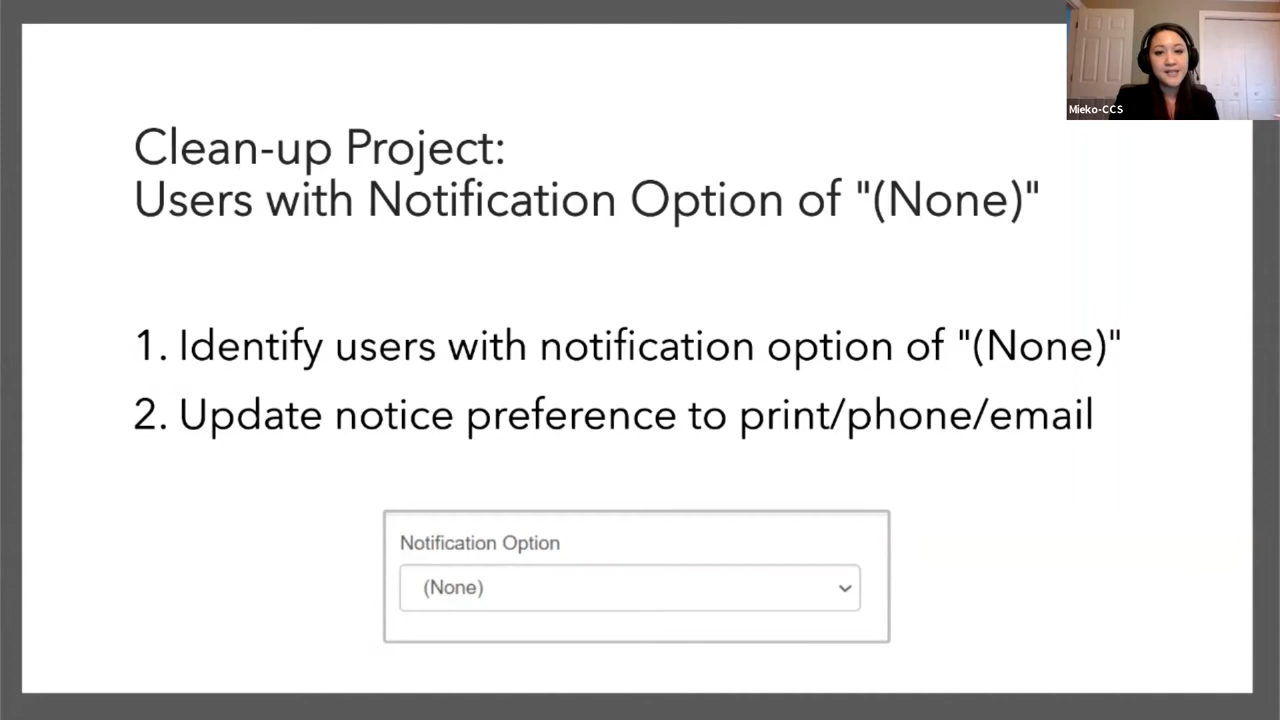 Mieko-CCS
Clean-up Project:
Users with Notification Option of "(None)"
1. Identify users with notification option of "(None)"
2. Update notice preference to print/phone/email
Notification Option
(None)